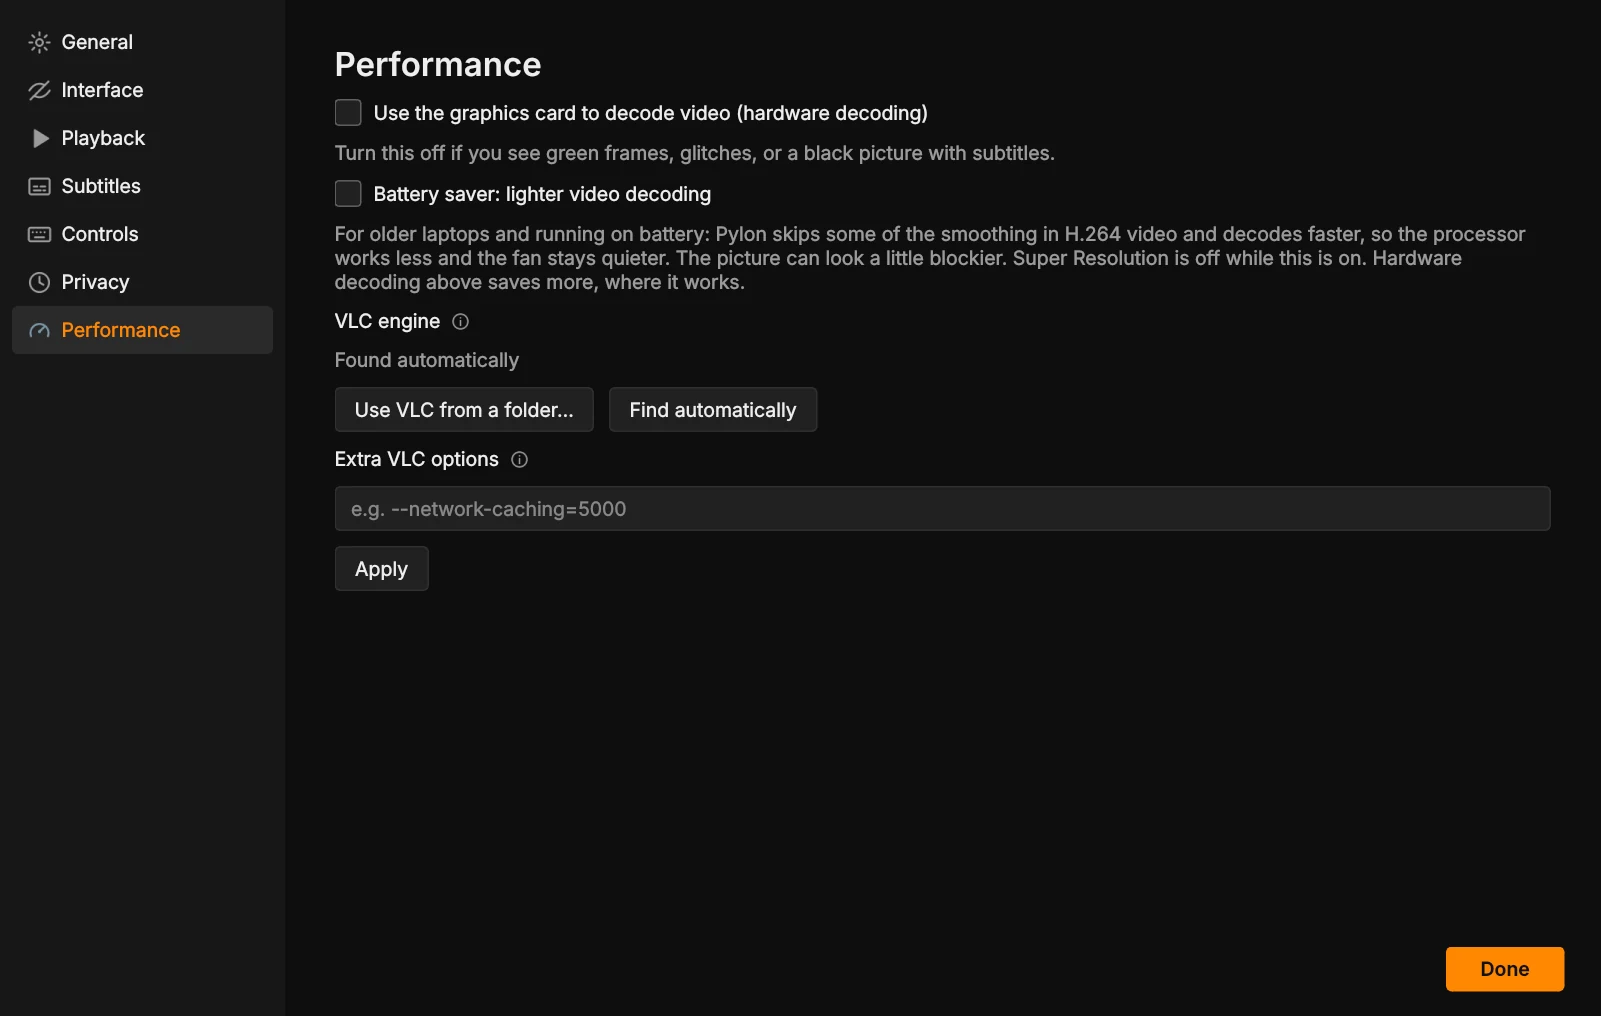 General
Interface
Playback
Subtitles
Controls
Privacy
Performance
Performance
Use the graphics card to decode video (hardware decoding)
Turn this off if you see green frames, glitches, or a black picture with subtitles.
Battery saver: lighter video decoding
For older laptops and running on battery: Pylon skips some of the smoothing in H.264 video and decodes faster, so the processor
works less and the fan stays quieter. The picture can look a little blockier. Super Resolution is off while this is on. Hardware
decoding above saves more, where it works.
VLC engine
Found automatically
Use VLC from a folder... Find automatically
Extra VLC options
e.g. --network-caching=5000
Apply
Done